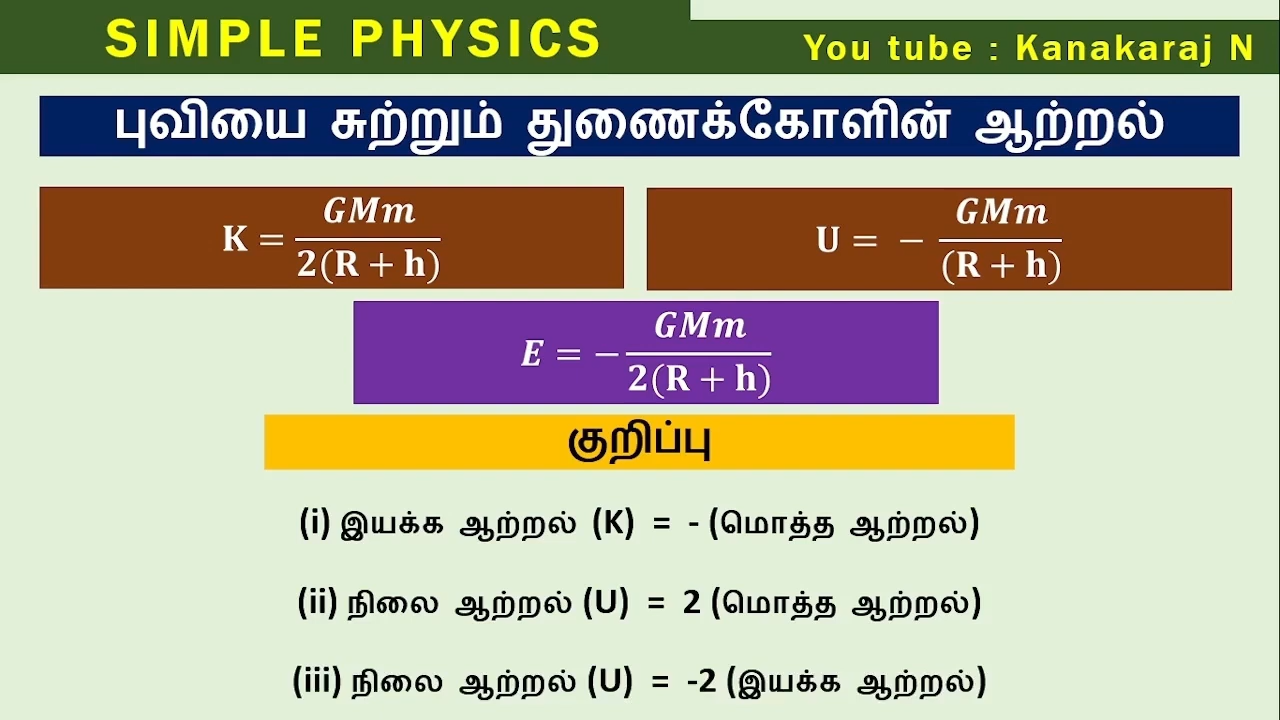 SIMPLE PHYSICS
You tube : Kanakaraj N
புவியை சுற்றும் துணைக்கோளின் ஆற்றல்
K = GMm / 2(R + h)
U = − GMm / (R + h)
E = − GMm / 2(R + h)
குறிப்பு
(i) இயக்க ஆற்றல் (K) = - (மொத்த ஆற்றல்)
(ii) நிலை ஆற்றல் (U) = 2 (மொத்த ஆற்றல்)
(iii) நிலை ஆற்றல் (U) = -2 (இயக்க ஆற்றல்)